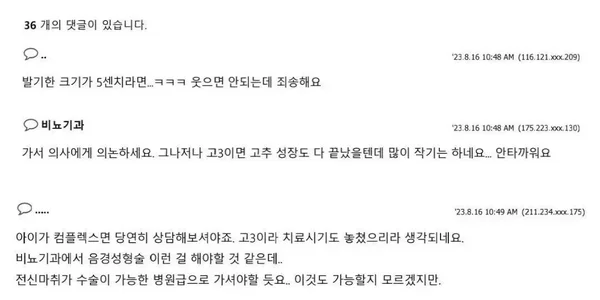 36 개의 댓글이 있습니다.
..
'23.8.16 10:48 AM (116.121.xxx.209)
발기한 크기가 5센치라면...ㅋㅋㅋ 웃으면 안되는데 죄송해요
비뇨기과
'23.8.16 10:48 AM (175.223.xxx.130)
가서 의사에게 의논하세요. 그나저나 고3이면 고추 성장도 다 끝났을텐데 많이 작기는 하네요... 안타까워요
.....
'23.8.16 10:49 AM (211.234.xxx.175)
아이가 컴플렉스면 당연히 상담해보셔야죠. 고3이라 치료시기도 놓쳤으리라 생각되네요.
비뇨기과에서 음경성형술 이런 걸 해야할 것 같은데..
전신마취가 수술이 가능한 병원급으로 가셔야할 듯요.. 이것도 가능할지 모르겠지만.